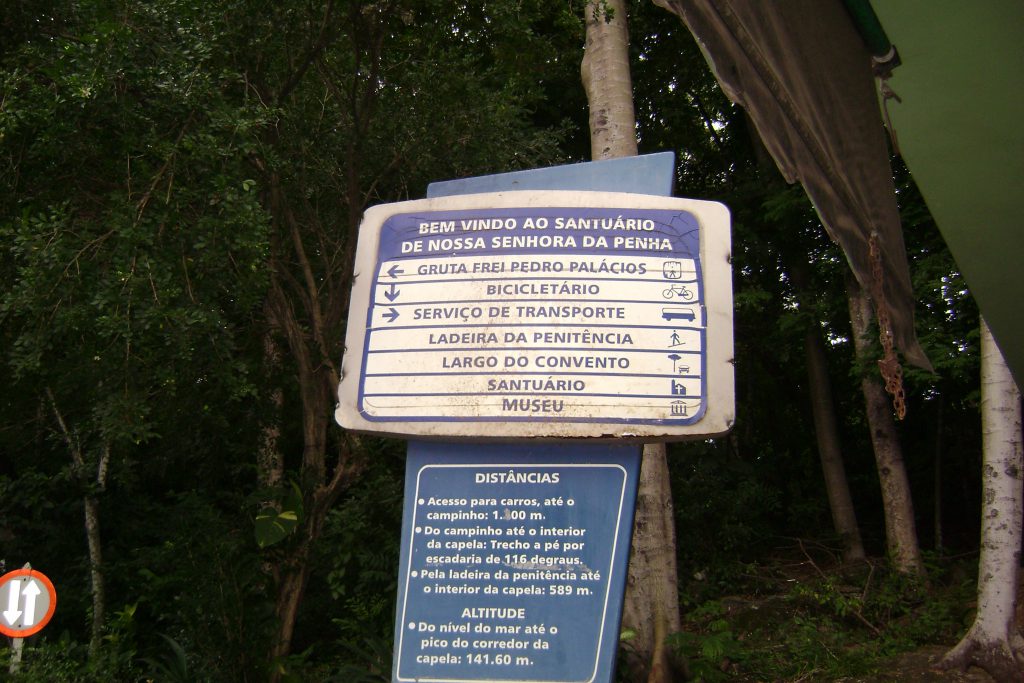 BEM VINDO AO SANTUÁRIO
DE NOSSA SENHORA DA PENHA
GRUTA FREI PEDRO PALÁCIOS
BICICLETÁRIO
SERVIÇO DE TRANSPORTE
LADEIRA DA PENITÊNCIA
LARGO DO CONVENTO
SANTUÁRIO
MUSEU
DISTÂNCIAS
• Acesso para carros, até o
campinho: m.
• Do campinho até o interior
da capela: Trecho a pé por
escadaria de 116 degraus.
• Pela ladeira da penitência até
o interior da capela: 589 m.
ALTITUDE
• Do nível do mar até o
pico do corredor da
capela: 141.60 m.